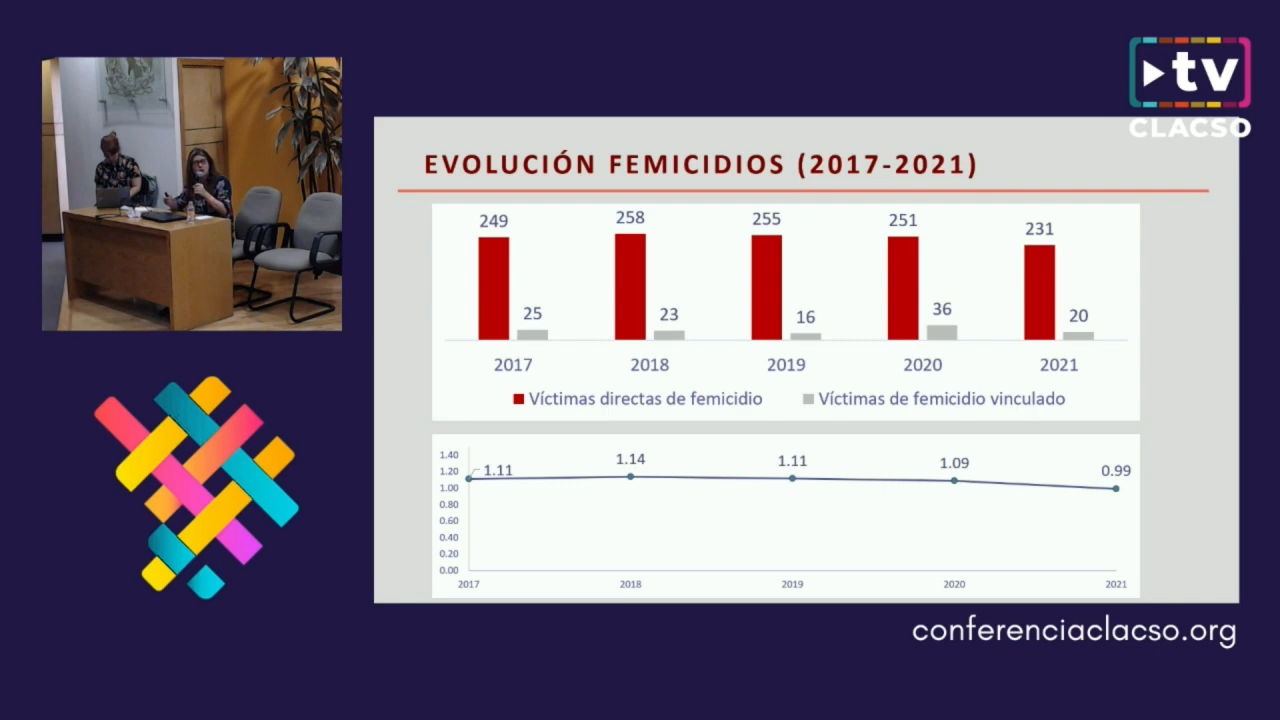 tv
CLACSO
EVOLUCIÓN FEMICIDIOS (2017-2021)
249 258 255 251 231
25 23 16 36 20
2017 2018 2019 2020 2021
Víctimas directas de femicidio Víctimas de femicidio vinculado
1.40
1.20
1.00
0.80
0.60
0.40
0.20
0.00
1.11 1.14 1.11 1.09 0.99
2017 2018 2019 2020 2021
conferenciaclacso.org